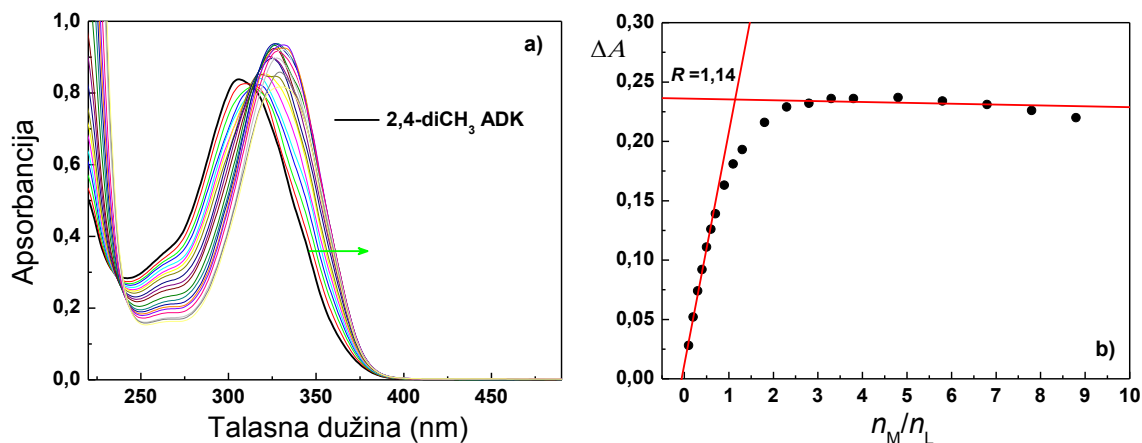 1,0
0,8
0,6
0,4
0,2
0,0
Apsorbancija
a)
2,4-diCH₃ ADK
250 300 350 400 450
Talasna dužina (nm)
0,30
0,25
0,20
0,15
0,10
0,05
0,00
ΔA
R =1,14
b)
0 1 2 3 4 5 6 7 8 9 10
n_M/n_L